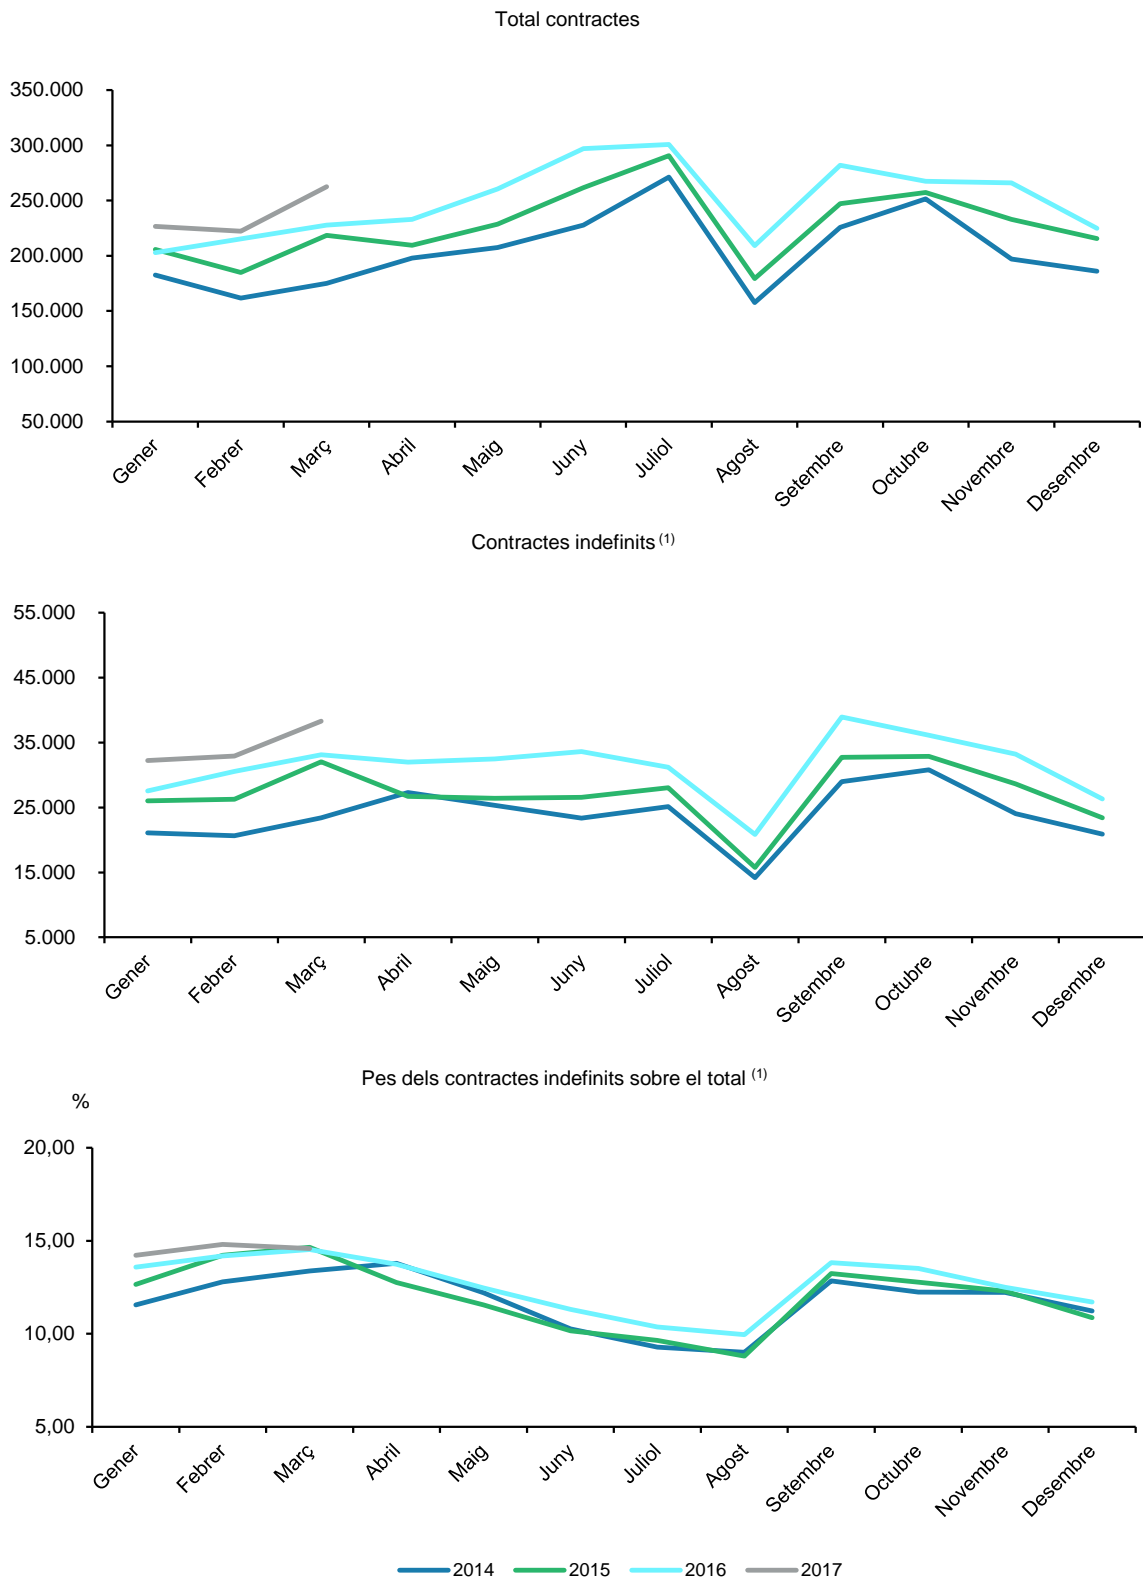 Total contractes
350.000
300.000
250.000
200.000
150.000
100.000
50.000
Gener
Febrer
Març
Abril
Maig
Juny
Juliol
Agost
Setembre
Octubre
Novembre
Desembre
Contractes indefinits (1)
55.000
45.000
35.000
25.000
15.000
5.000
Gener
Febrer
Març
Abril
Maig
Juny
Juliol
Agost
Setembre
Octubre
Novembre
Desembre
Pes dels contractes indefinits sobre el total (1)
%
20,00
15,00
10,00
5,00
Gener
Febrer
Març
Abril
Maig
Juny
Juliol
Agost
Setembre
Octubre
Novembre
Desembre
2014 2015 2016 2017